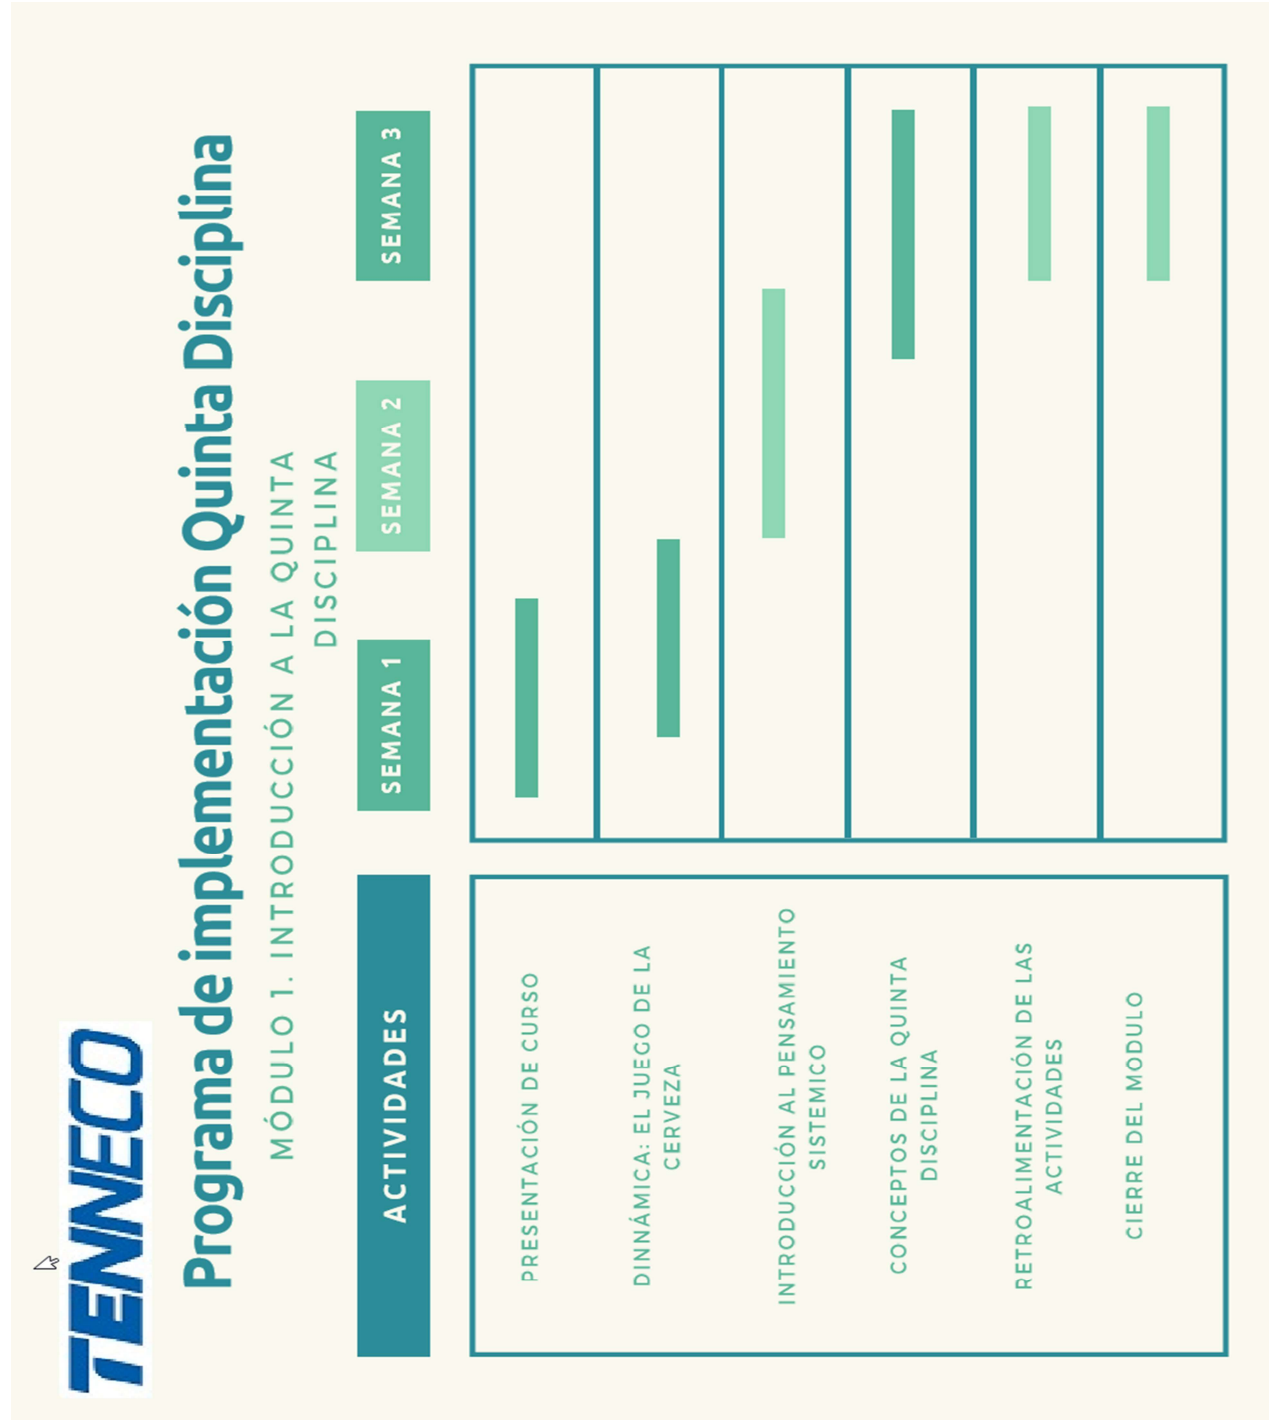 TENNECO
Programa de implementación Quinta Disciplina
MÓDULO 1. INTRODUCCIÓN A LA QUINTA
DISCIPLINA
ACTIVIDADES
SEMANA 1
SEMANA 2
SEMANA 3
PRESENTACIÓN DE CURSO
DINNÁMICA: EL JUEGO DE LA
CERVEZA
INTRODUCCIÓN AL PENSAMIENTO
SISTEMICO
CONCEPTOS DE LA QUINTA
DISCIPLINA
RETROALIMENTACIÓN DE LAS
ACTIVIDADES
CIERRE DEL MODULO